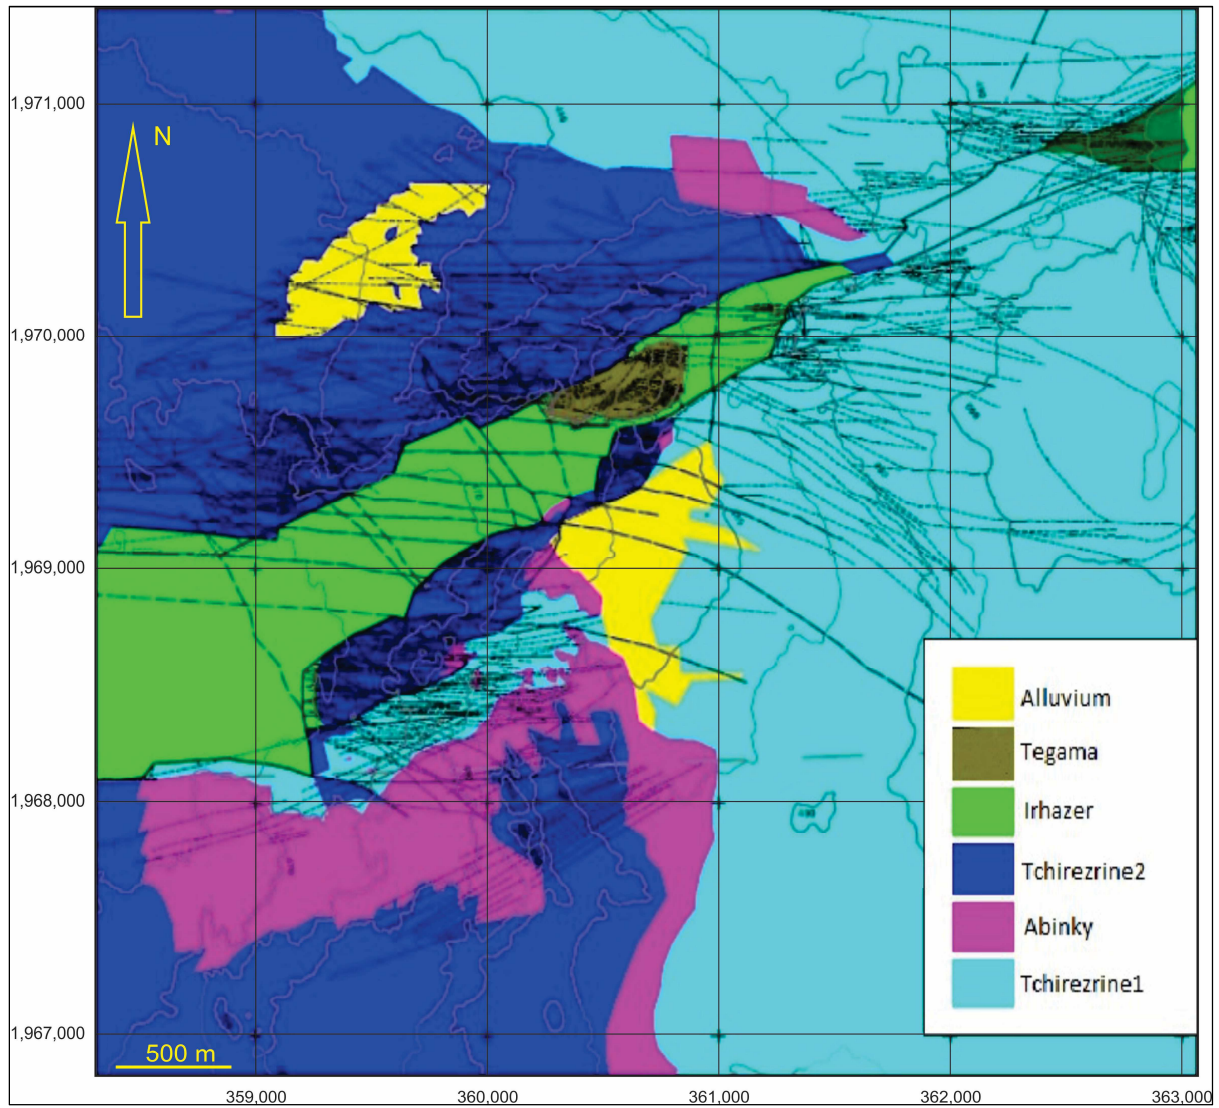 1,971,000
N
1,970,000
1,969,000
1,968,000
1,967,000
500 m
359,000
360,000
361,000
362,000
363,000
Alluvium
Tegama
Irhazer
Tchirezrine2
Abinky
Tchirezrine1